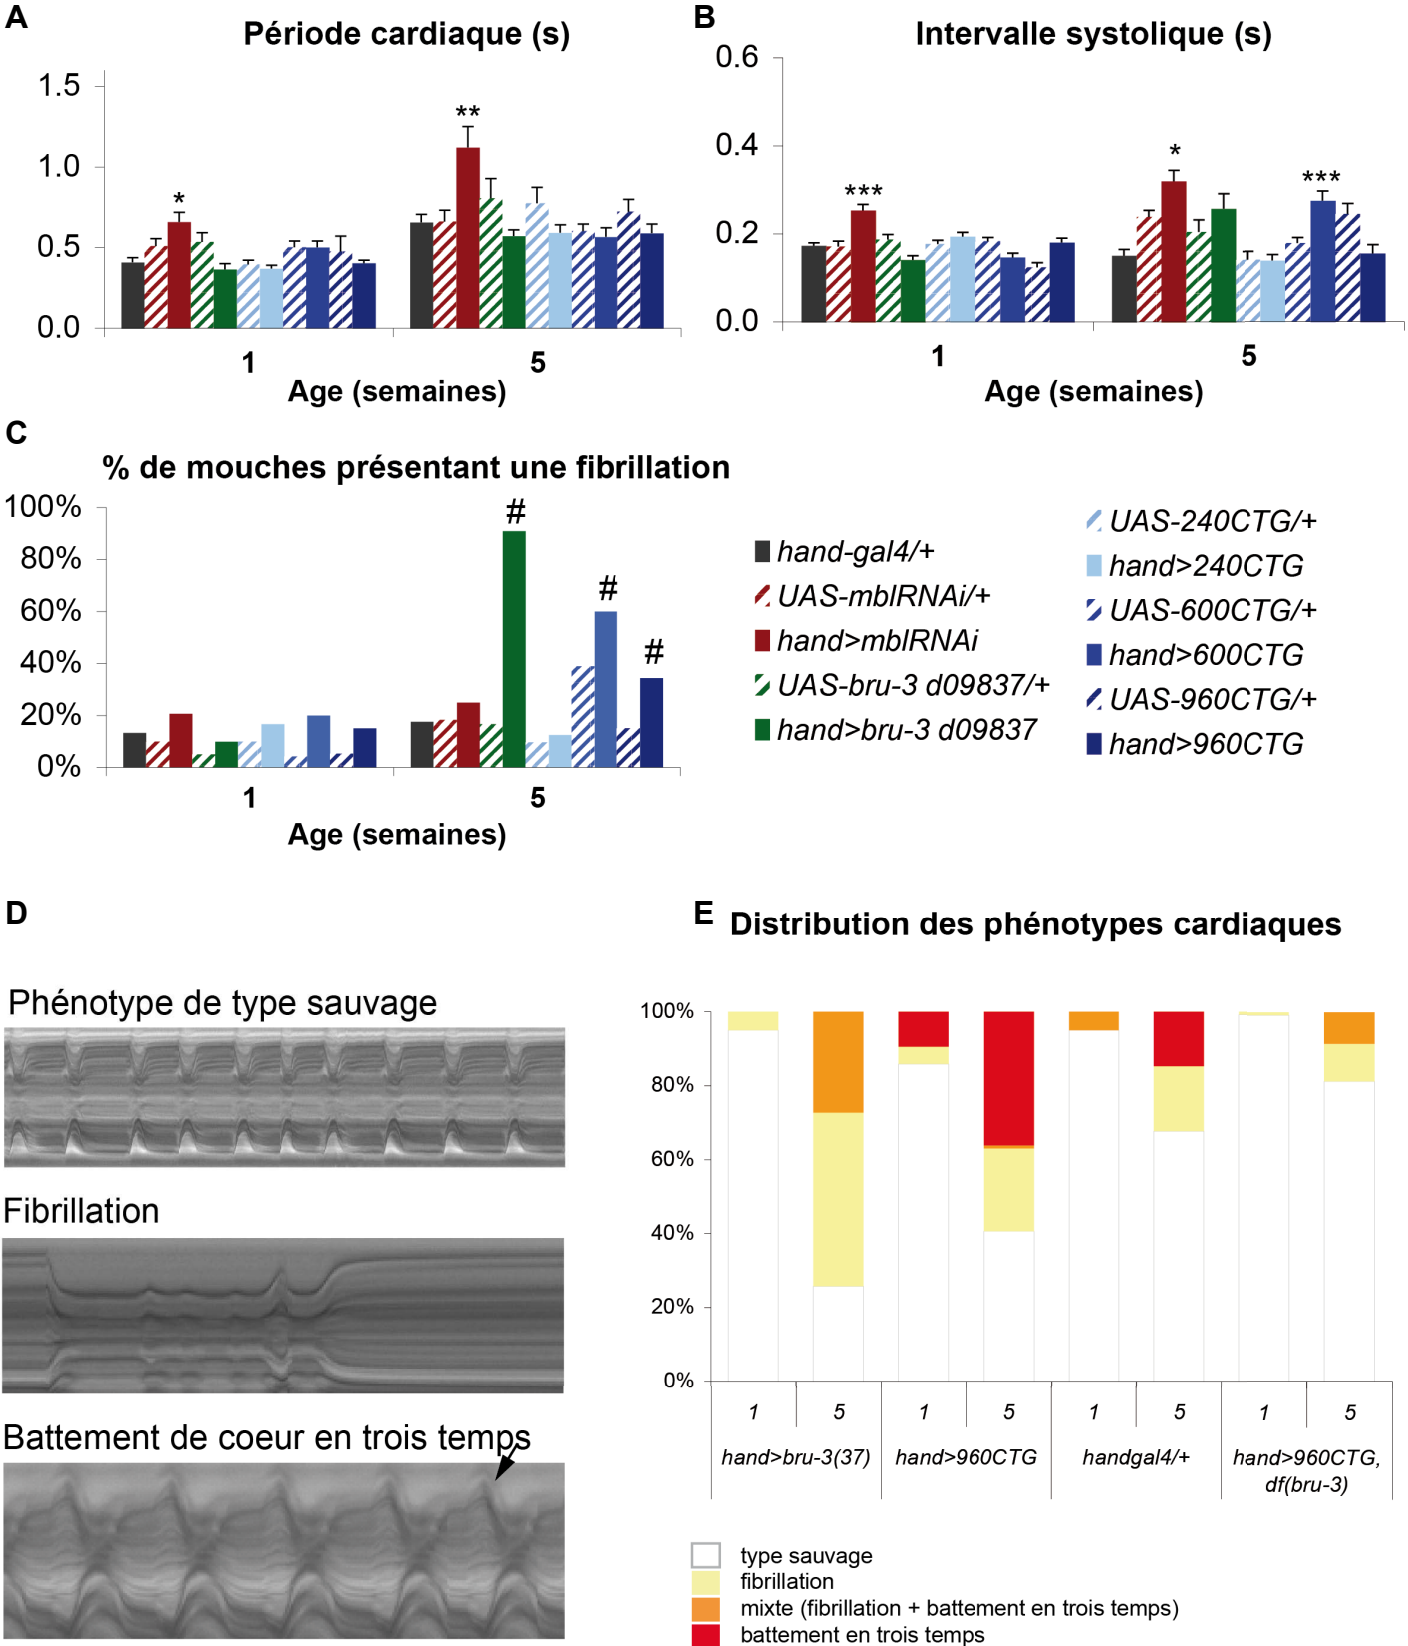 A
Période cardiaque (s)
1.5
1.0
0.5
0.0
*
**
1
5
Age (semaines)
B
Intervalle systolique (s)
0.6
0.4
0.2
0.0
***
*
***
1
5
Age (semaines)
C
% de mouches présentant une fibrillation
100%
80%
60%
40%
20%
0%
#
#
#
1
5
Age (semaines)
hand-gal4/+
UAS-mblRNAi/+
hand>mblRNAi
UAS-bru-3 d09837/+
hand>bru-3 d09837
UAS-240CTG/+
hand>240CTG
UAS-600CTG/+
hand>600CTG
UAS-960CTG/+
hand>960CTG
D
Phénotype de type sauvage
Fibrillation
Battement de coeur en trois temps
E
Distribution des phénotypes cardiaques
100%
80%
60%
40%
20%
0%
1
5
1
5
1
5
1
5
hand>bru-3(37)
hand>960CTG
handgal4/+
hand>960CTG,
df(bru-3)
type sauvage
fibrillation
mixte (fibrillation + battement en trois temps)
battement en trois temps